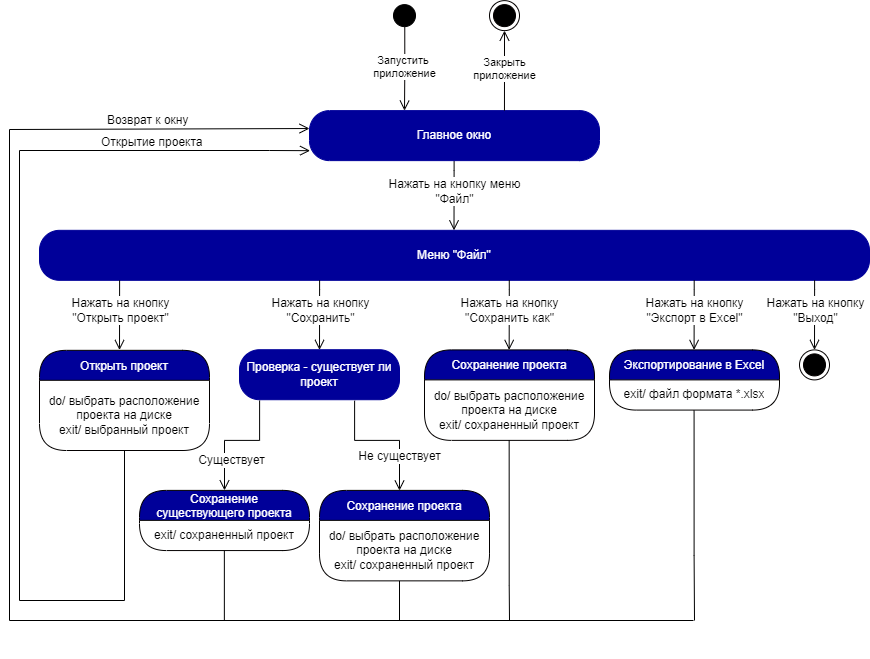 Запустить
приложение
Закрыть
приложение
Возврат к окну
Главное окно
Открытие проекта
Нажать на кнопку меню
"Файл"
Меню "Файл"
Нажать на кнопку
"Открыть проект"
Нажать на кнопку
"Сохранить"
Нажать на кнопку
"Сохранить как"
Нажать на кнопку
"Экспорт в Excel"
Нажать на кнопку
"Выход"
Открыть проект
do/ выбрать расположение
проекта на диске
exit/ выбранный проект
Проверка - существует ли
проект
Сохранение проекта
do/ выбрать расположение
проекта на диске
exit/ сохраненный проект
Экспортирование в Excel
exit/ файл формата *.xlsx
Существует
Не существует
Сохранение
существующего проекта
exit/ сохраненный проект
Сохранение проекта
do/ выбрать расположение
проекта на диске
exit/ сохраненный проект